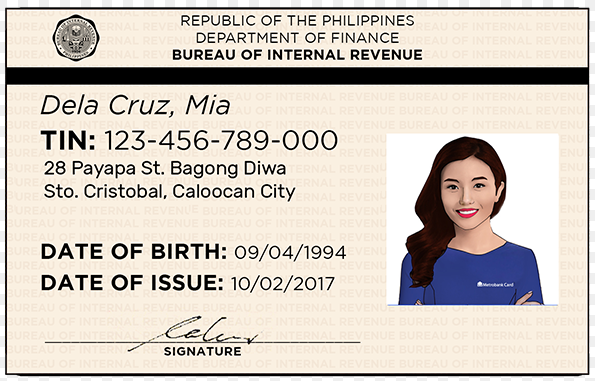 REPUBLIC OF THE PHILIPPINES
DEPARTMENT OF FINANCE
BUREAU OF INTERNAL REVENUE
Dela Cruz, Mia
TIN: 123-456-789-000
28 Payapa St. Bagong Diwa
Sto. Cristobal, Caloocan City
DATE OF BIRTH: 09/04/1994
DATE OF ISSUE: 10/02/2017
Metrobank Card
SIGNATURE